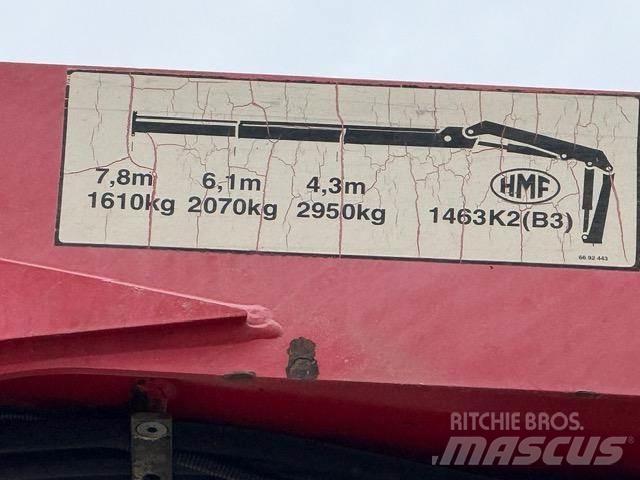 7,8m 6,1m 4,3m HMF
1610kg 2070kg 2950kg 1463K2(B3)
66 92 443
RITCHIE BROS.
MASCUS